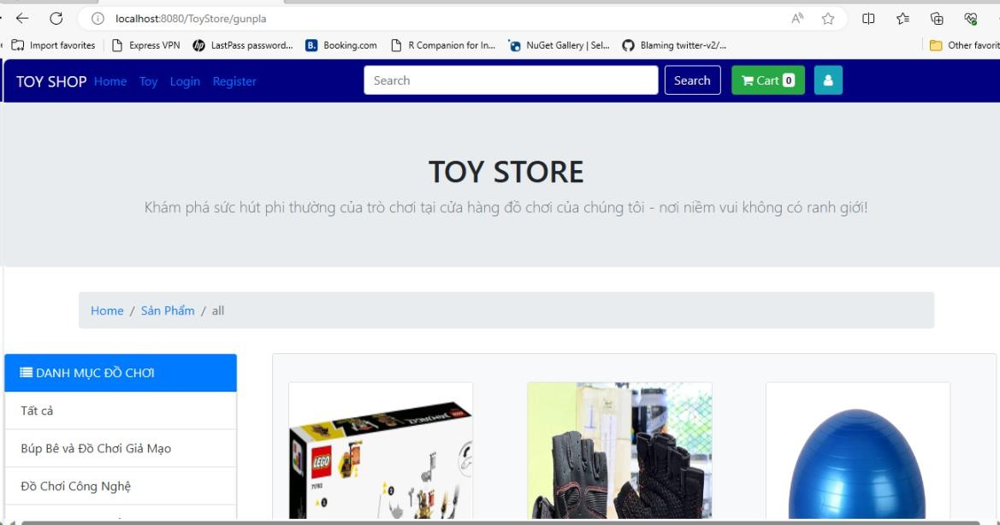 localhost:8080/ToyStore/gunpla
Import favorites Express VPN LastPass password... Booking.com R Companion for In... NuGet Gallery | Sel... Blaming twitter-v2/... Other favorit
TOY SHOP Home Toy Login Register Search Search Cart 0
TOY STORE
Khám phá sức hút phi thường của trò chơi tại cửa hàng đồ chơi của chúng tôi - nơi niềm vui không có ranh giới!
Home / Sản Phẩm / all
DANH MỤC ĐỒ CHƠI
Tất cả
Búp Bê và Đồ Chơi Giả Mạo
Đồ Chơi Công Nghệ
NINJAGO
LEGO